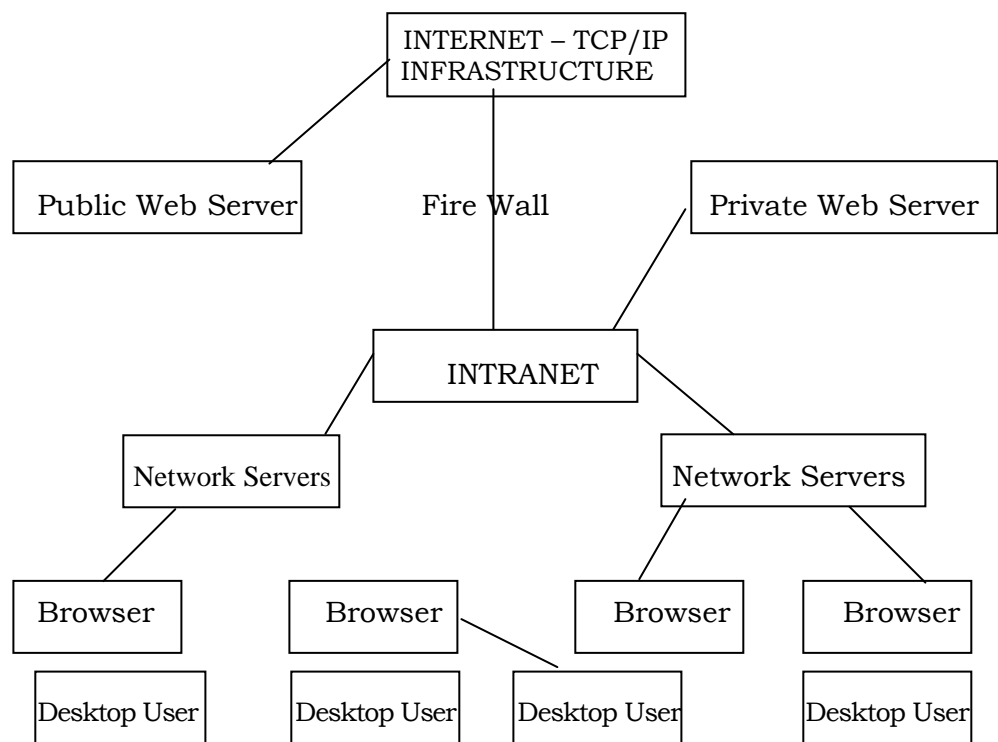 INTERNET – TCP/IP
INFRASTRUCTURE
Public Web Server
Fire Wall
Private Web Server
INTRANET
Network Servers
Network Servers
Browser
Browser
Browser
Browser
Desktop User
Desktop User
Desktop User
Desktop User